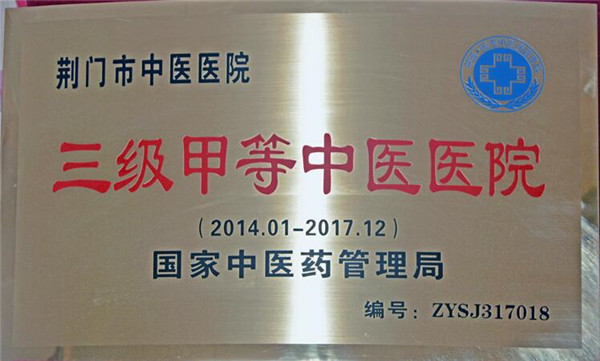 荆门市中医医院
三级甲等中医医院
(2014.01-2017.12)
国家中医药管理局
编号: ZYSJ317018